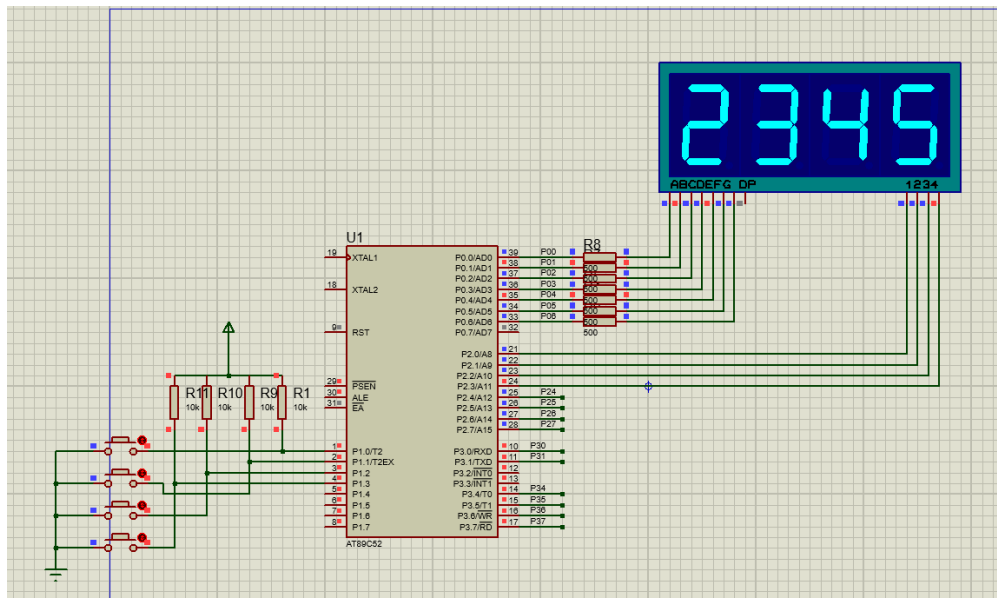 2345
ABCDEFG DP
1234
U1
R8
19
XTAL1
18
XTAL2
9
RST
29
PSEN
30
ALE
31
EA
1
P1.0/T2
2
P1.1/T2EX
3
P1.2
4
P1.3
5
P1.4
6
P1.5
7
P1.6
8
P1.7
P0.0/AD0
39
P00
P0.1/AD1
38
P01
P0.2/AD2
37
P02
P0.3/AD3
36
P03
P0.4/AD4
35
P04
P0.5/AD5
34
P05
P0.6/AD6
33
P06
P0.7/AD7
32
500
500
P2.0/A8
21
P2.1/A9
22
P2.2/A10
23
P2.3/A11
24
P2.4/A12
25
P24
P2.5/A13
26
P25
P2.6/A14
27
P26
P2.7/A15
28
P27
P3.0/RXD
10
P30
P3.1/TXD
11
P31
P3.2/INT0
12
P3.3/INT1
13
P3.4/T0
14
P34
P3.5/T1
15
P35
P3.6/WR
16
P36
P3.7/RD
17
P37
AT89C52
R11
R10
R9
R1
10k
10k
10k
10k